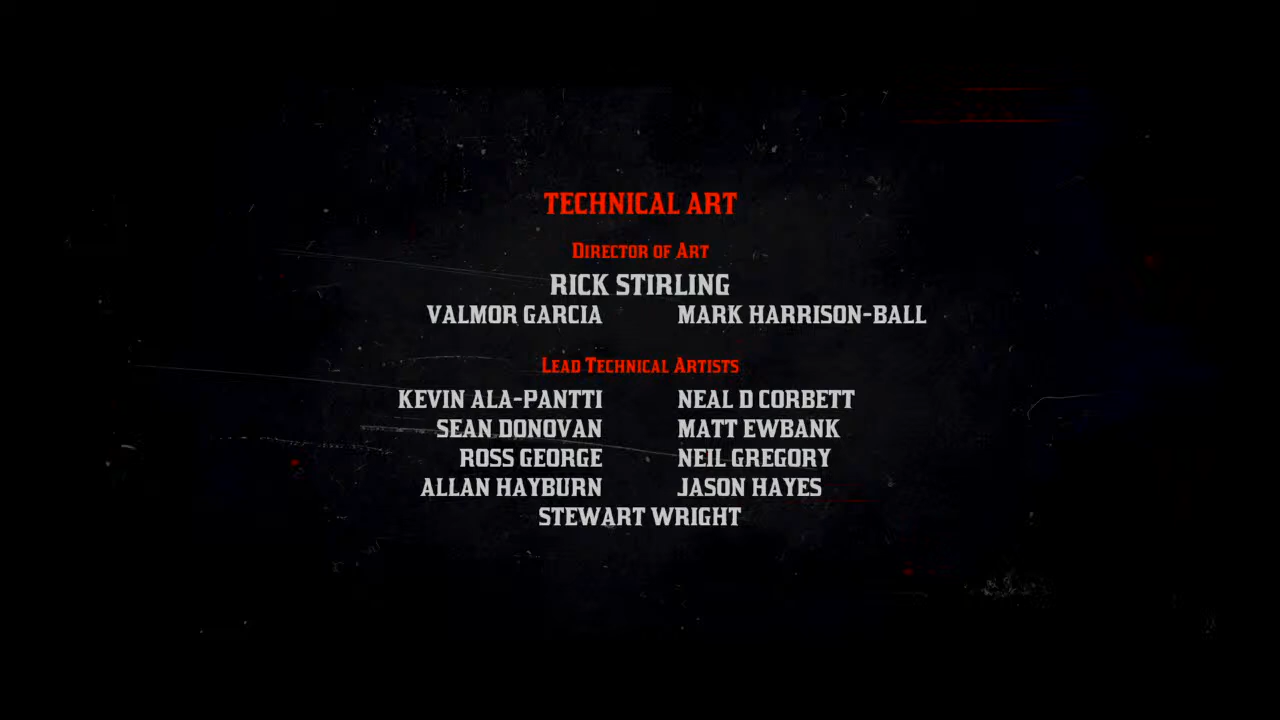 TECHNICAL ART
DIRECTOR OF ART
RICK STIRLING
VALMOR GARCIA MARK HARRISON-BALL
LEAD TECHNICAL ARTISTS
KEVIN ALA-PANTTI NEAL D CORBETT
SEAN DONOVAN MATT EWBANK
ROSS GEORGE NEIL GREGORY
ALLAN HAYBURN JASON HAYES
STEWART WRIGHT